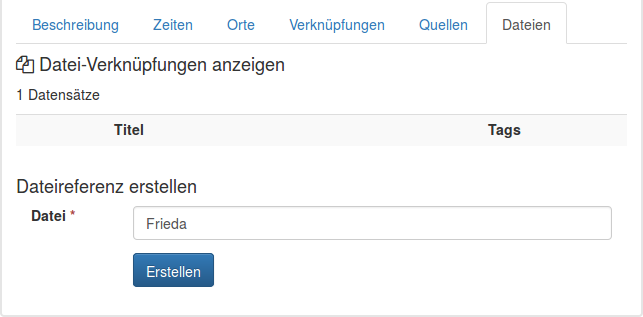 Beschreibung Zeiten Orte Verknüpfungen Quellen Dateien
Datei-Verknüpfungen anzeigen
1 Datensätze
Titel Tags
Dateireferenz erstellen
Datei * Frieda
Erstellen